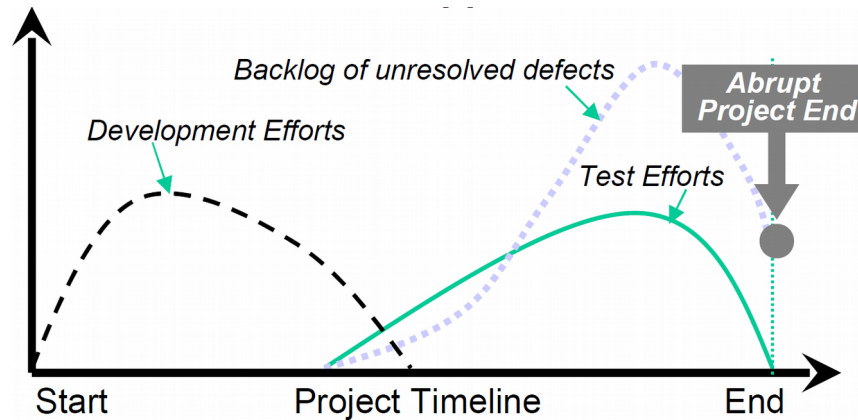 Backlog of unresolved defects
Abrupt
Project End
Development Efforts
Test Efforts
Start
Project Timeline
End